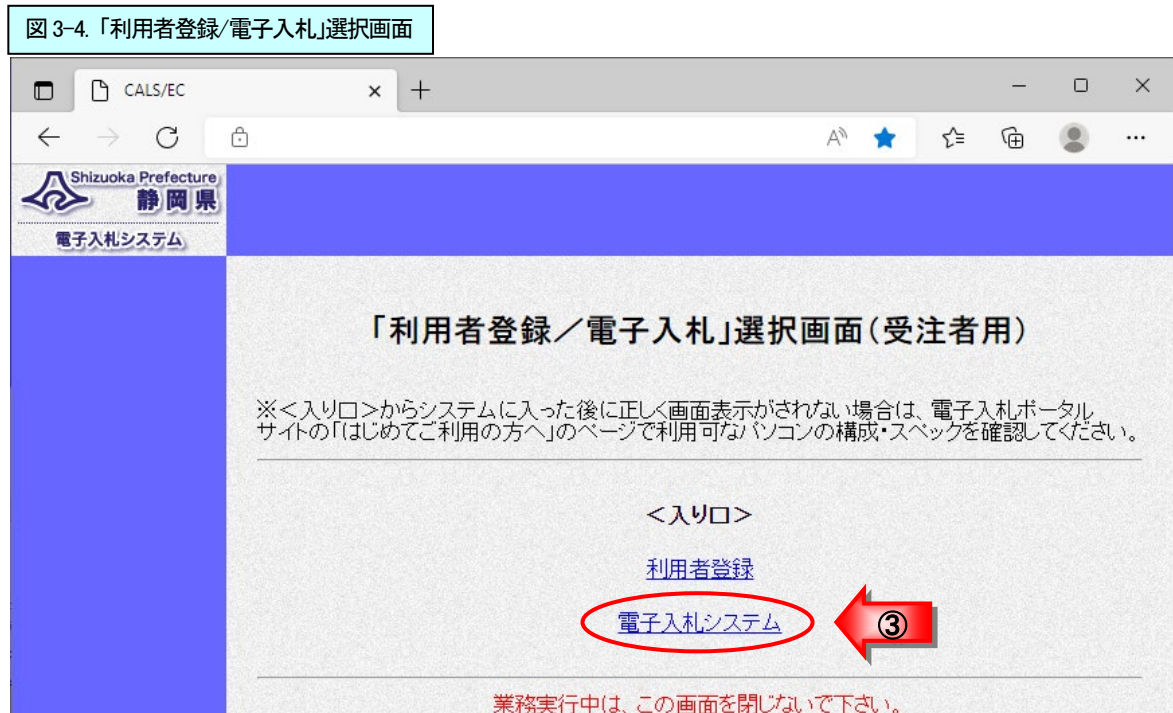 図 3-4.「利用者登録/電子入札」選択画面
CALS/EC
Shizuoka Prefecture
静岡県
電子入札システム
「利用者登録／電子入札」選択画面(受注者用)
※＜入り口＞からシステムに入った後に正しく画面表示がされない場合は、電子入札ポータル
サイトの「はじめてご利用の方へ」のページで利用可なパソコンの構成・スペックを確認してください。
＜入り口＞
利用者登録
電子入札システム
③
業務実行中は、この画面を閉じないで下さい。